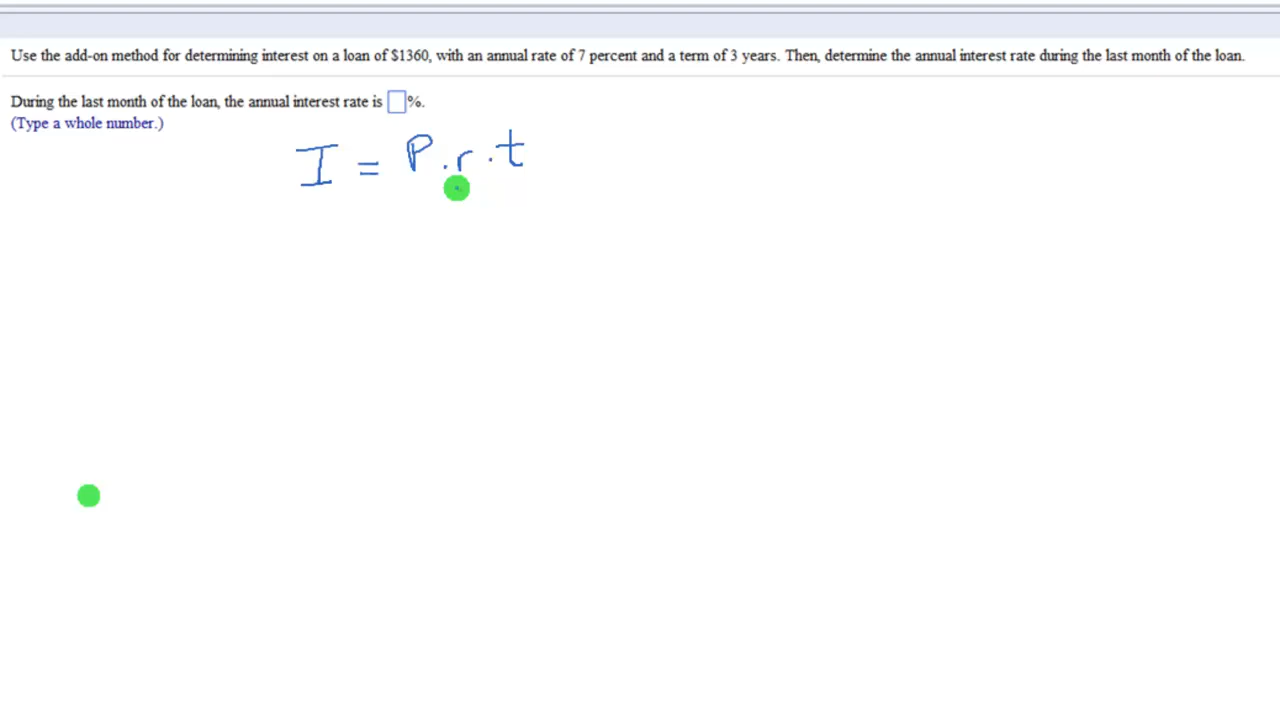 Use the add-on method for determining interest on a loan of $1360, with an annual rate of 7 percent and a term of 3 years. Then, determine the annual interest rate during the last month of the loan.
During the last month of the loan, the annual interest rate is %.
(Type a whole number.)
I = P.r.t